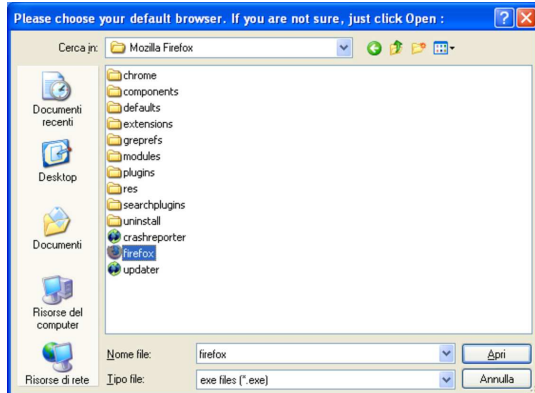 Please choose your default browser. If you are not sure, just click Open :
Cerca in: Mozilla Firefox
Documenti recenti
Desktop
Documenti
Risorse del computer
Risorse di rete
chrome
components
defaults
extensions
greprefs
modules
plugins
res
searchplugins
uninstall
crashreporter
firefox
updater
Nome file: firefox Apri
Tipo file: exe files (*.exe) Annulla